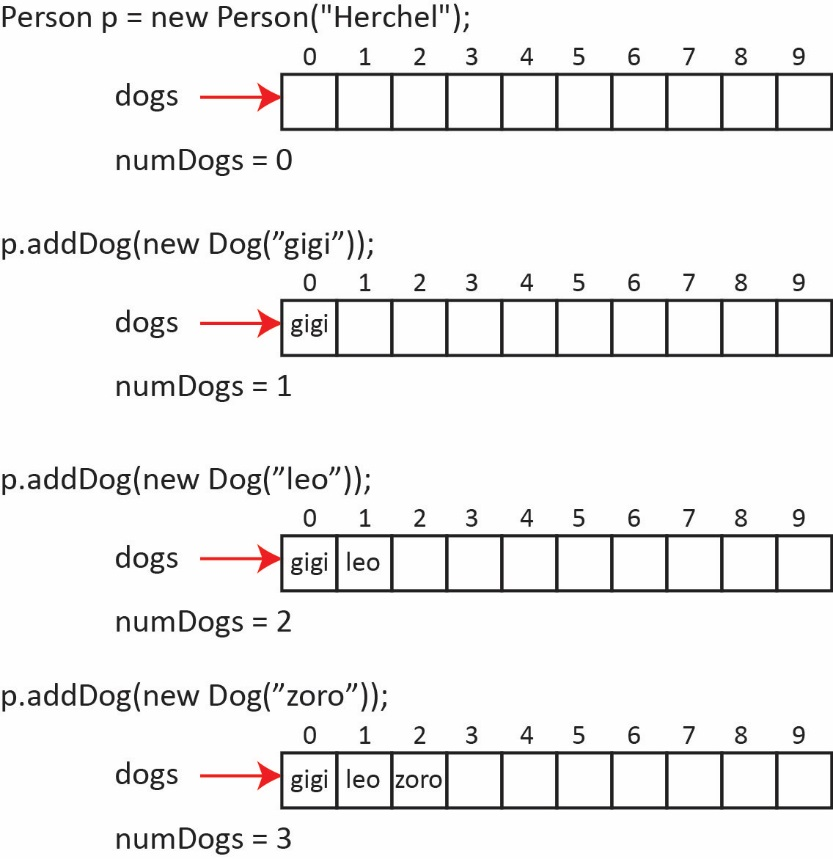 Person p = new Person("Herchel");
0 1 2 3 4 5 6 7 8 9
dogs
numDogs = 0
p.addDog(new Dog(”gigi”));
0 1 2 3 4 5 6 7 8 9
dogs gigi
numDogs = 1
p.addDog(new Dog(”leo”));
0 1 2 3 4 5 6 7 8 9
dogs gigi leo
numDogs = 2
p.addDog(new Dog(”zoro”));
0 1 2 3 4 5 6 7 8 9
dogs gigi leo zoro
numDogs = 3